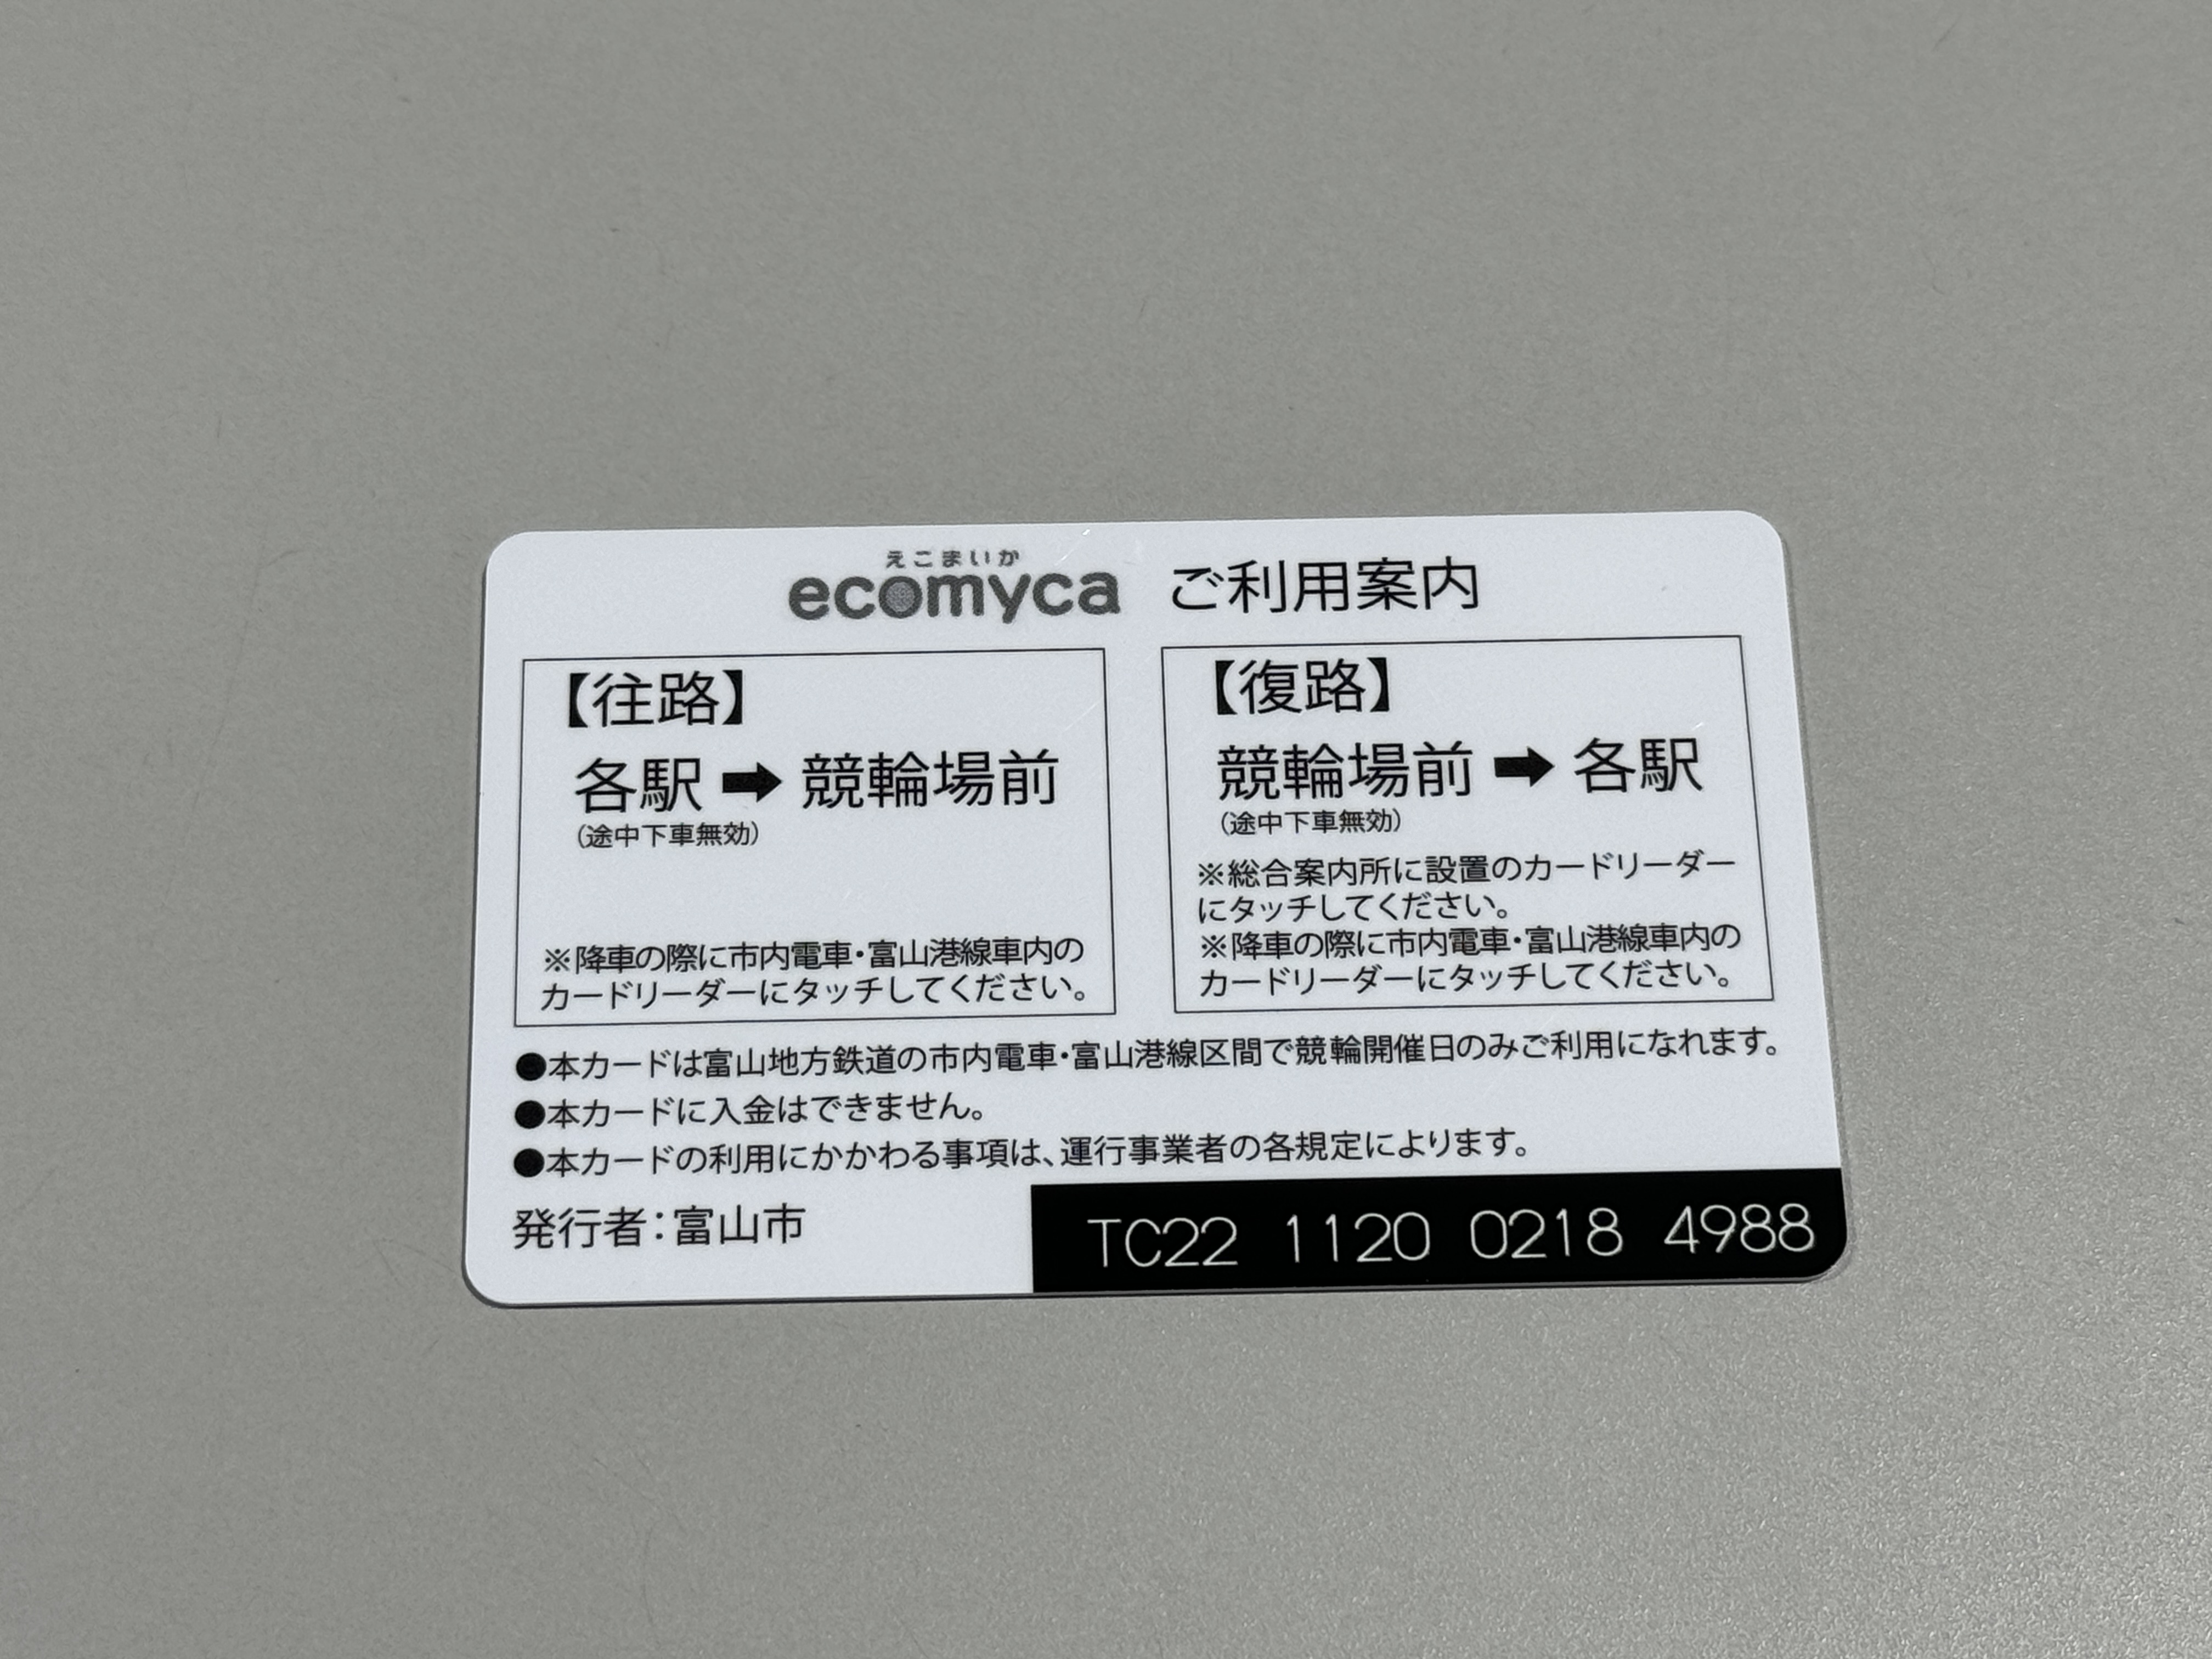 えこまいか
ecomyca ご利用案内
【往路】
各駅➡競輪場前
(途中下車無効)
※降車の際に市内電車・富山港線車内の
カードリーダーにタッチしてください。
【復路】
競輪場前➡各駅
(途中下車無効)
※総合案内所に設置のカードリーダー
にタッチしてください。
※降車の際に市内電車・富山港線車内の
カードリーダーにタッチしてください。
●本カードは富山地方鉄道の市内電車・富山港線区間で競輪開催日のみご利用になれます。
●本カードに入金はできません。
●本カードの利用にかかわる事項は、運行事業者の各規定によります。
発行者：富山市
TC22 1120 0218 4988